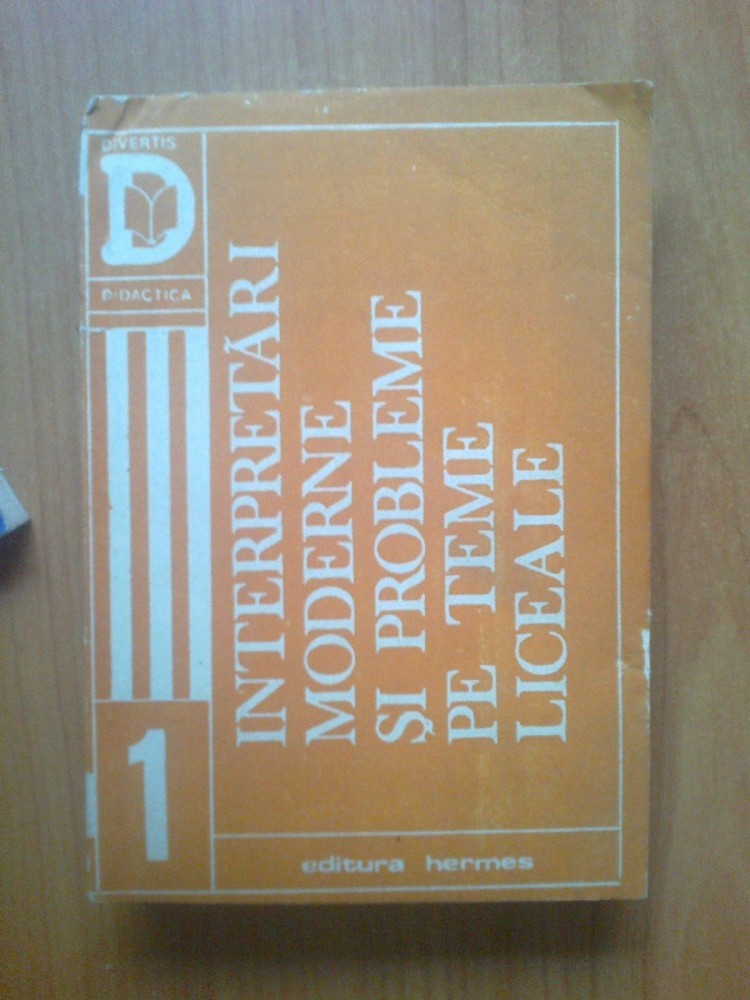 DIVERTIS
D
DIDACTICA
INTERPRETĂRI
MODERNE
ŞI PROBLEME
PE TEME
LICEALE
1
editura hermes